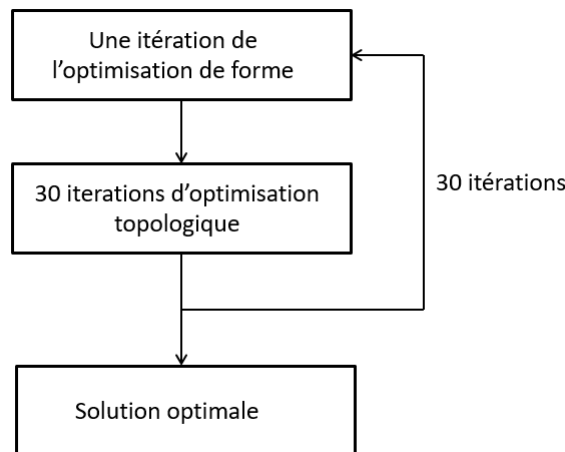 Une itération de
l'optimisation de forme
30 iterations d'optimisation
topologique
30 itérations
Solution optimale